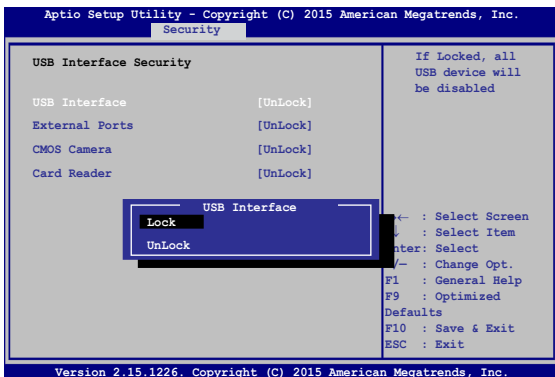 Aptio Setup Utility - Copyright (C) 2015 American Megatrends, Inc.
Security
USB Interface Security
USB Interface [UnLock]
External Ports [UnLock]
CMOS Camera [UnLock]
Card Reader [UnLock]
If Locked, all
USB device will
be disabled
USB Interface
Lock
UnLock
← : Select Screen
↓ : Select Item
nter: Select
/— : Change Opt.
F1 : General Help
F9 : Optimized
Defaults
F10 : Save & Exit
ESC : Exit
Version 2.15.1226. Copyright (C) 2015 American Megatrends, Inc.